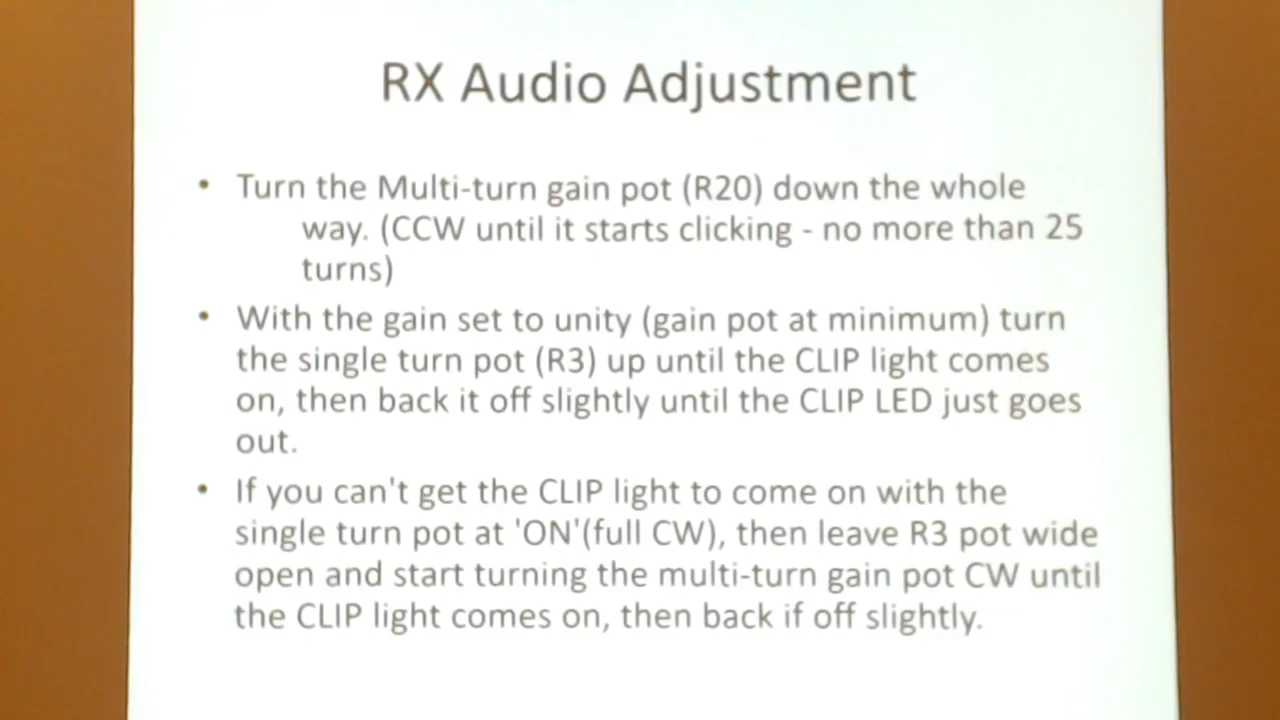 RX Audio Adjustment
• Turn the Multi-turn gain pot (R20) down the whole
way. (CCW until it starts clicking - no more than 25
turns)
• With the gain set to unity (gain pot at minimum) turn
the single turn pot (R3) up until the CLIP light comes
on, then back it off slightly until the CLIP LED just goes
out.
• If you can't get the CLIP light to come on with the
single turn pot at 'ON'(full CW), then leave R3 pot wide
open and start turning the multi-turn gain pot CW until
the CLIP light comes on, then back if off slightly.